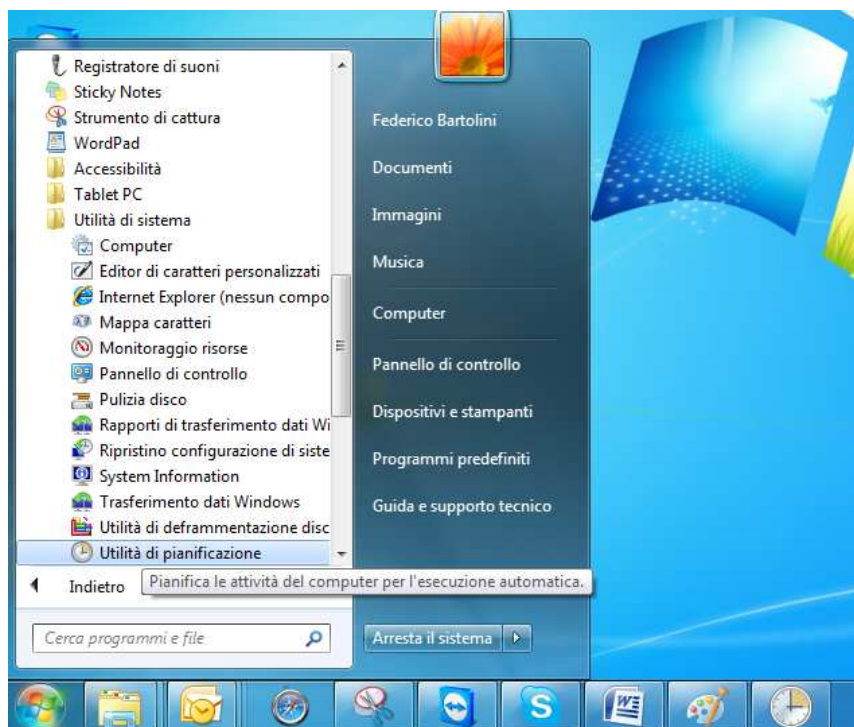 Registratore di suoni
Sticky Notes
Strumento di cattura
WordPad
Accessibilità
Tablet PC
Utilità di sistema
Computer
Editor di caratteri personalizzati
Internet Explorer (nessun compo
Mappa caratteri
Monitoraggio risorse
Pannello di controllo
Pulizia disco
Rapporti di trasferimento dati Wi
Ripristino configurazione di siste
System Information
Trasferimento dati Windows
Utilità di deframmentazione disc
Utilità di pianificazione
Indietro
Pianifica le attività del computer per l'esecuzione automatica.
Cerca programmi e file
Federico Bartolini
Documenti
Immagini
Musica
Computer
Pannello di controllo
Dispositivi e stampanti
Programmi predefiniti
Guida e supporto tecnico
Arresta il sistema